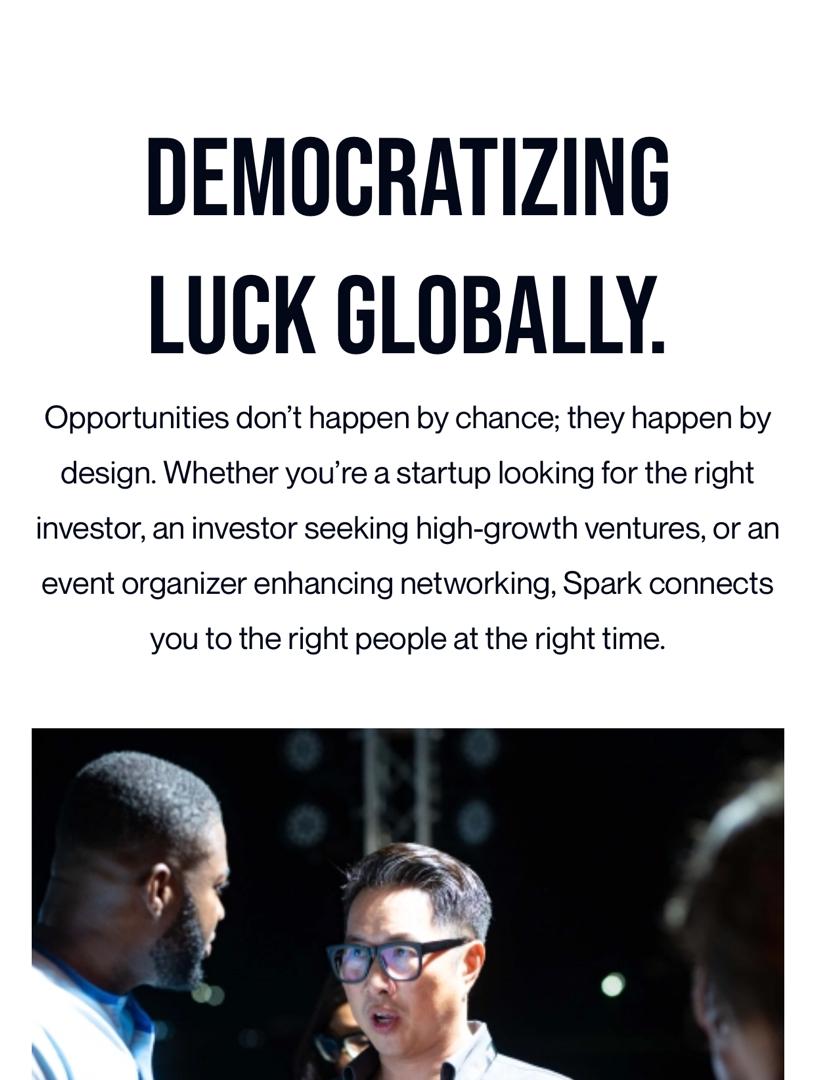 DEMOCRATIZING
LUCK GLOBALLY.
Opportunities don’t happen by chance; they happen by
design. Whether you’re a startup looking for the right
investor, an investor seeking high-growth ventures, or an
event organizer enhancing networking, Spark connects
you to the right people at the right time.